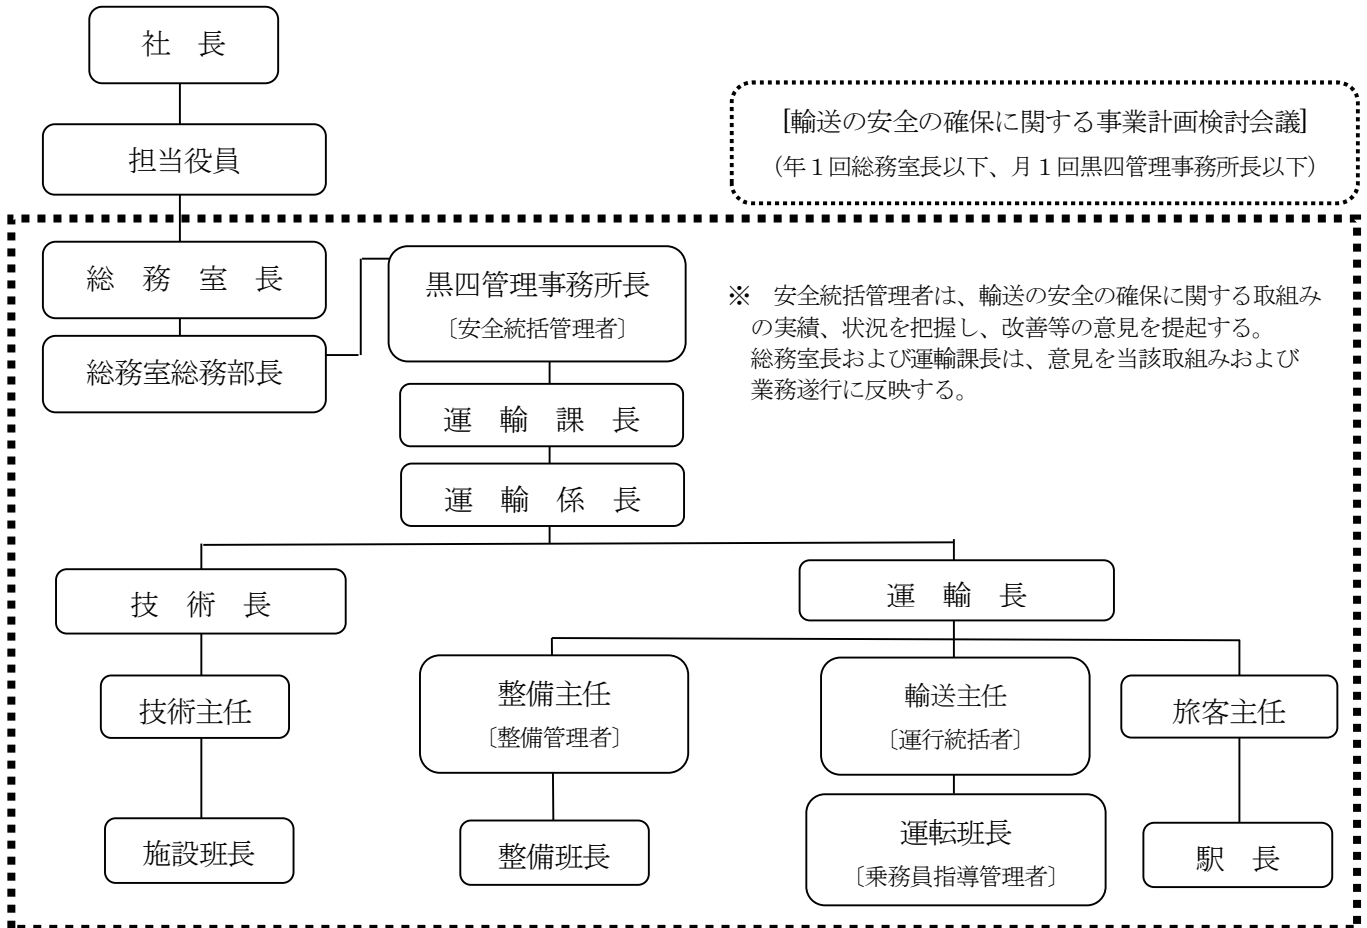 社　長
担当役員
[輸送の安全の確保に関する事業計画検討会議]
（年１回総務室長以下、月１回黒四管理事務所長以下）
総　務　室　長
総務室総務部長
黒四管理事務所長
〔安全統括管理者〕
※　安全統括管理者は、輸送の安全の確保に関する取組み
の実績、状況を把握し、改善等の意見を提起する。
総務室長および運輸課長は、意見を当該取組みおよび
業務遂行に反映する。
運　輸　課　長
運　輸　係　長
技　術　長
運　輸　長
技術主任
整備主任
〔整備管理者〕
輸送主任
〔運行統括者〕
旅客主任
施設班長
整備班長
運転班長
〔乗務員指導管理者〕
駅　長